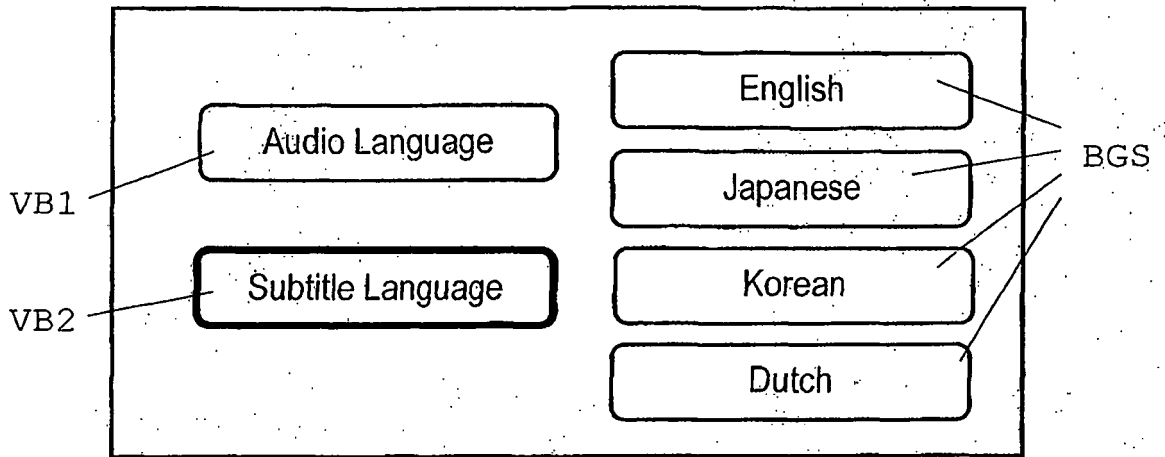 English
Audio Language
BGS
Japanese
VB1
Subtitle Language
Korean
VB2
Dutch